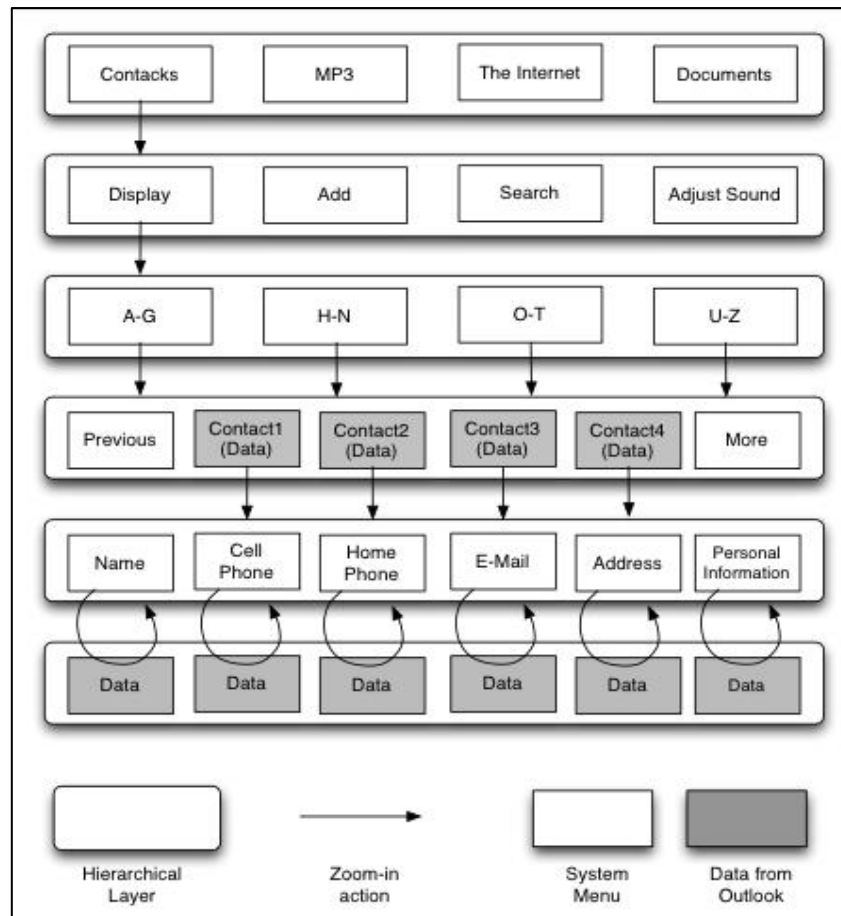 Contacks
MP3
The Internet
Documents
Display
Add
Search
Adjust Sound
A-G
H-N
O-T
U-Z
Previous
Contact1
(Data)
Contact2
(Data)
Contact3
(Data)
Contact4
(Data)
More
Name
Cell
Phone
Home
Phone
E-Mail
Address
Personal
Information
Data
Data
Data
Data
Data
Data
Hierarchical
Layer
Zoom-in
action
System
Menu
Data from
Outlook